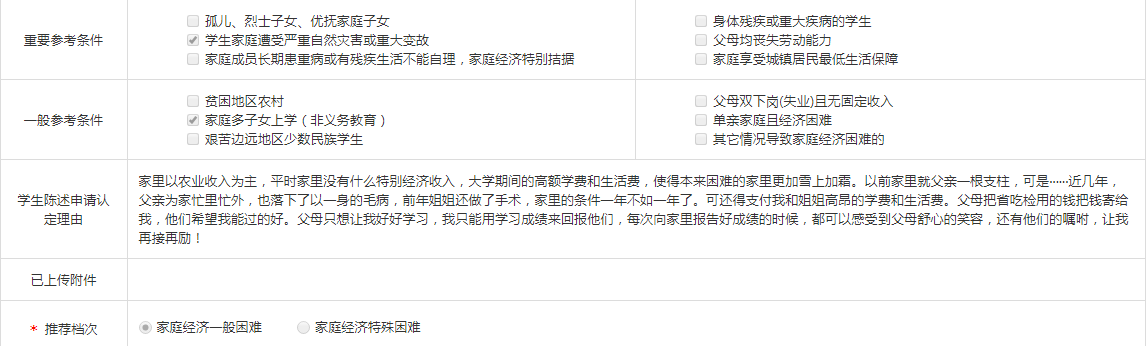 重要参考条件
孤儿、烈士子女、优抚家庭子女
学生家庭遭受严重自然灾害或重大变故
家庭成员长期患重病或有残疾生活不能自理，家庭经济特别拮据
身体残疾或重大疾病的学生
父母均丧失劳动能力
家庭享受城镇居民最低生活保障
一般参考条件
贫困地区农村
家庭多子女上学（非义务教育）
艰苦边远地区少数民族学生
父母双下岗(失业)且无固定收入
单亲家庭且经济困难
其它情况导致家庭经济困难的
学生陈述申请认
定理由
家里以农业收入为主，平时家里没有什么特别经济收入，大学期间的高额学费和生活费，使得本来困难的家里更加雪上加霜。以前家里就父亲一根支柱，可是······近几年，
父亲为家忙里忙外，也落下了以一身的毛病，前年姐姐还做了手术，家里的条件一年不如一年了。可还得支付我和姐姐高昂的学费和生活费。父母把省吃检用的钱把钱寄给
我，他们希望我能过的好。父母只想让我好好学习，我只能用学习成绩来回报他们，每次向家里报告好成绩的时候，都可以感受到父母舒心的笑容，还有他们的嘱咐，让我
再接再励！
已上传附件
* 推荐档次
家庭经济一般困难
家庭经济特殊困难